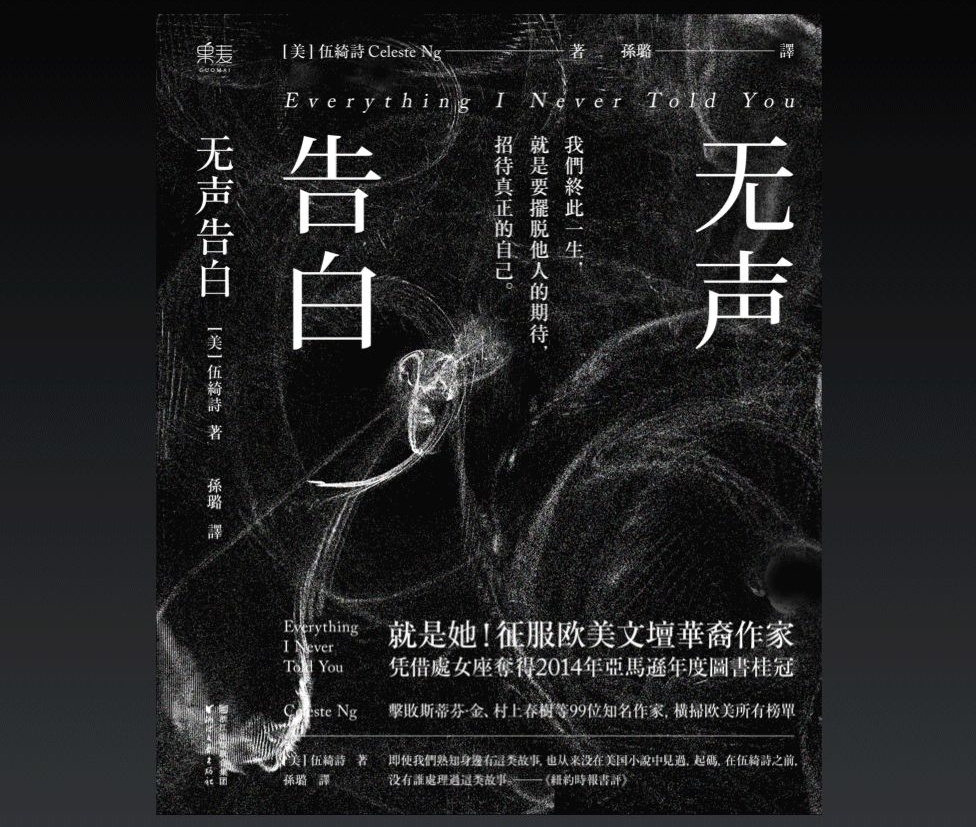 果麦
GUOMAI
无声告白
[美]伍綺詩 著
孫璐 譯
[美] 伍綺詩 Celeste Ng 著 孫璐 譯
Everything I Never Told You
无声
告白
我們終此一生，
就是要擺脱他人的期待，
招待真正的自己。
Everything
I Never
Told You
就是她！征服欧美文壇華裔作家
凭借處女座奪得2014年亞馬遜年度圖書桂冠
Celeste Ng
擊敗斯蒂芬·金、村上春樹等99位知名作家, 横掃欧美所有榜單
[美]伍綺詩 著
孫璐 譯
即使我們熟知身邊有這类故事, 也从来没在美国小說中見過, 起碼, 在伍綺詩之前,
没有誰處理過這类故事。——《紐約時報書评》